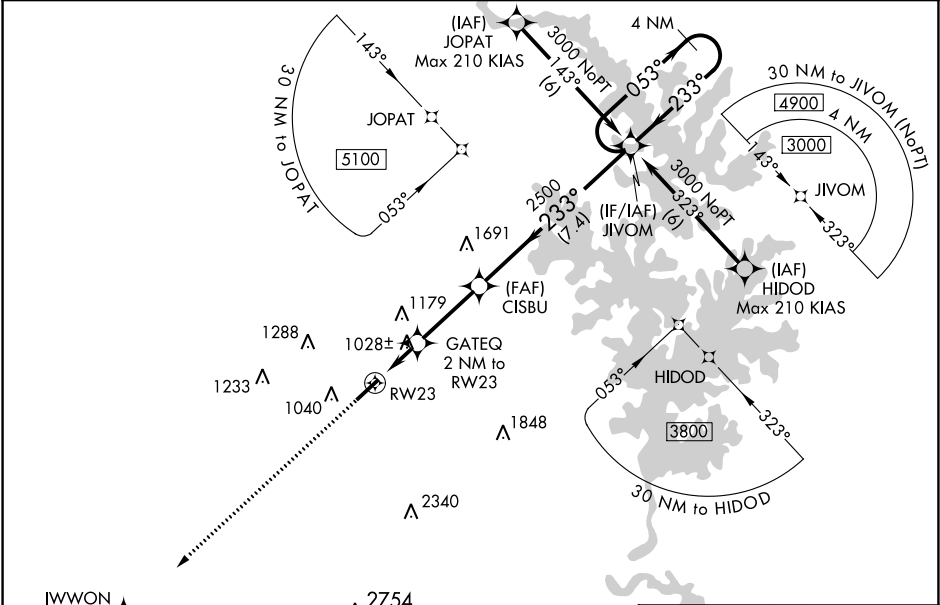 (IAF)
JOPAT
Max 210 KIAS
3000 NoPT
143°
(6)
4 NM
053°
233°
30 NM to JOPAT
143°
JOPAT
5100
053°
30 NM to JIVOM (NoPT)
4900
4 NM
3000
143°
JIVOM
323°
3000 NoPT
323°
(6)
(IF/IAF)
JIVOM
2500
233°
(7.4)
(IAF)
HIDOD
Max 210 KIAS
1691
(FAF)
CISBU
1179
1288
1028±
GATEQ
2 NM to
RW23
1233
RW23
1040
1848
053°
HIDOD
323°
3800
30 NM to HIDOD
2340
IWWON
2754